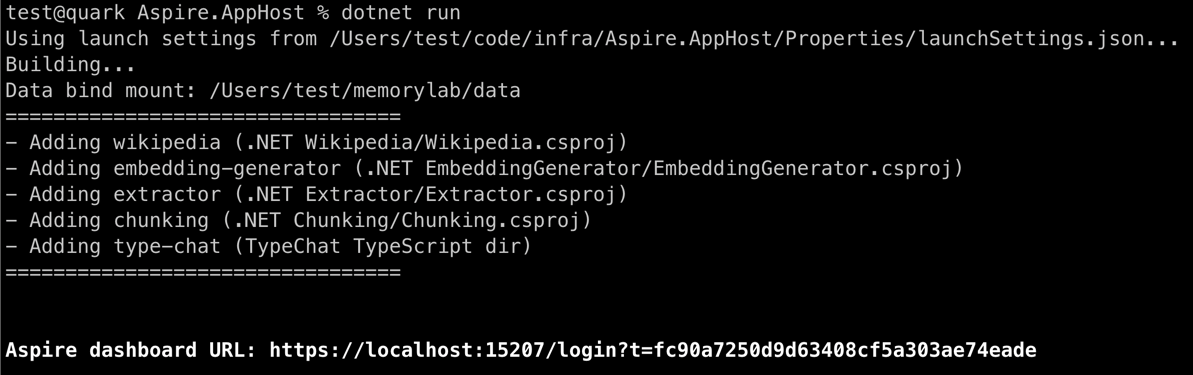 test@quark Aspire.AppHost % dotnet run
Using launch settings from /Users/test/code/infra/Aspire.AppHost/Properties/launchSettings.json...
Building...
Data bind mount: /Users/test/memorylab/data
=================================
- Adding wikipedia (.NET Wikipedia/Wikipedia.csproj)
- Adding embedding-generator (.NET EmbeddingGenerator/EmbeddingGenerator.csproj)
- Adding extractor (.NET Extractor/Extractor.csproj)
- Adding chunking (.NET Chunking/Chunking.csproj)
- Adding type-chat (TypeChat TypeScript dir)
=================================
Aspire dashboard URL: https://localhost:15207/login?t=fc90a7250d9d63408cf5a303ae74eade